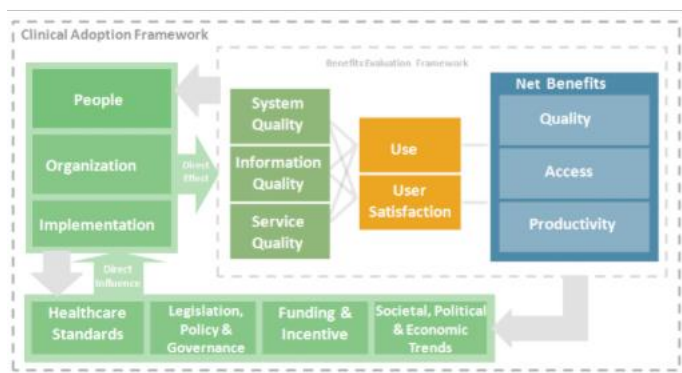 Clinical Adoption Framework
Benefits Evaluation Framework
People
Organization
Implementation
Direct
Effect
System
Quality
Information
Quality
Service
Quality
Use
User
Satisfaction
Net Benefits
Quality
Access
Productivity
Direct
Influence
Healthcare
Standards
Legislation,
Policy &
Governance
Funding &
Incentive
Societal, Political
& Economic
Trends